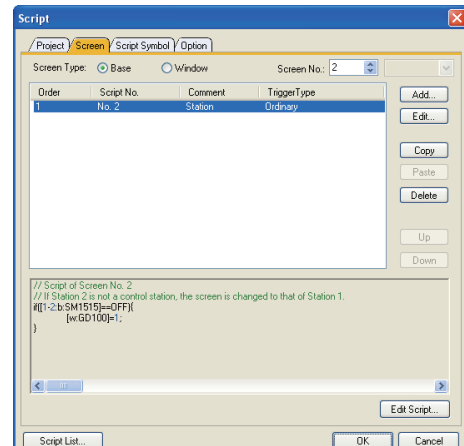 Script
Project Screen Script Symbol Option
Screen Type: Base Window Screen No.: 2
Order Script No. Comment TriggerType
1 No. 2 Station Ordinary
Add...
Edit...
Copy
Paste
Delete
Up
Down
// Script of Screen No. 2
// If Station 2 is not a control station, the screen is changed to that of Station 1.
if([1-2:b:SM1515]==OFF){
[w:GD100]=1;
}
Edit Script...
Script List... OK Cancel